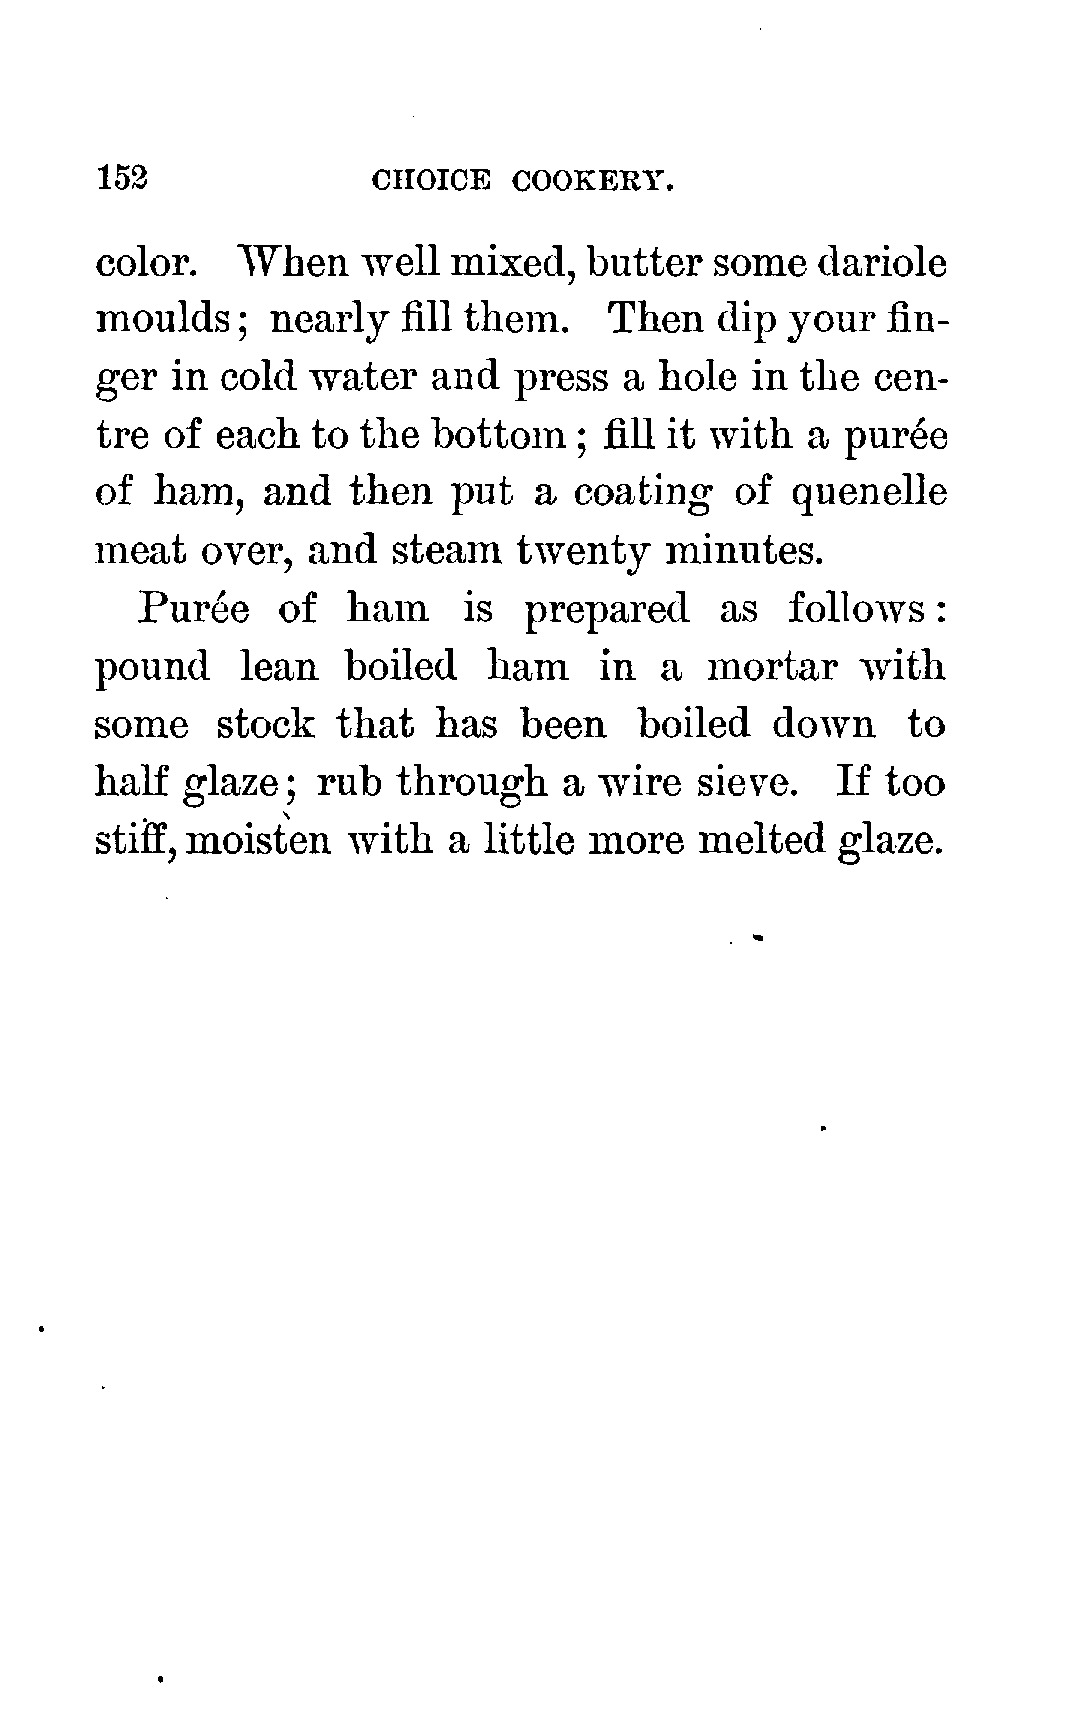 152 CHOICE COOKERY.
color. When well mixed, butter some dariole
moulds; nearly fill them. Then dip your fin-
ger in cold water and press a hole in the cen-
tre of each to the bottom; fill it with a purée
of ham, and then put a coating of quenelle
meat over, and steam twenty minutes.
Purée of ham is prepared as follows:
pound lean boiled ham in a mortar with
some stock that has been boiled down to
half glaze; rub through a wire sieve. If too
stiff, moisten with a little more melted glaze.